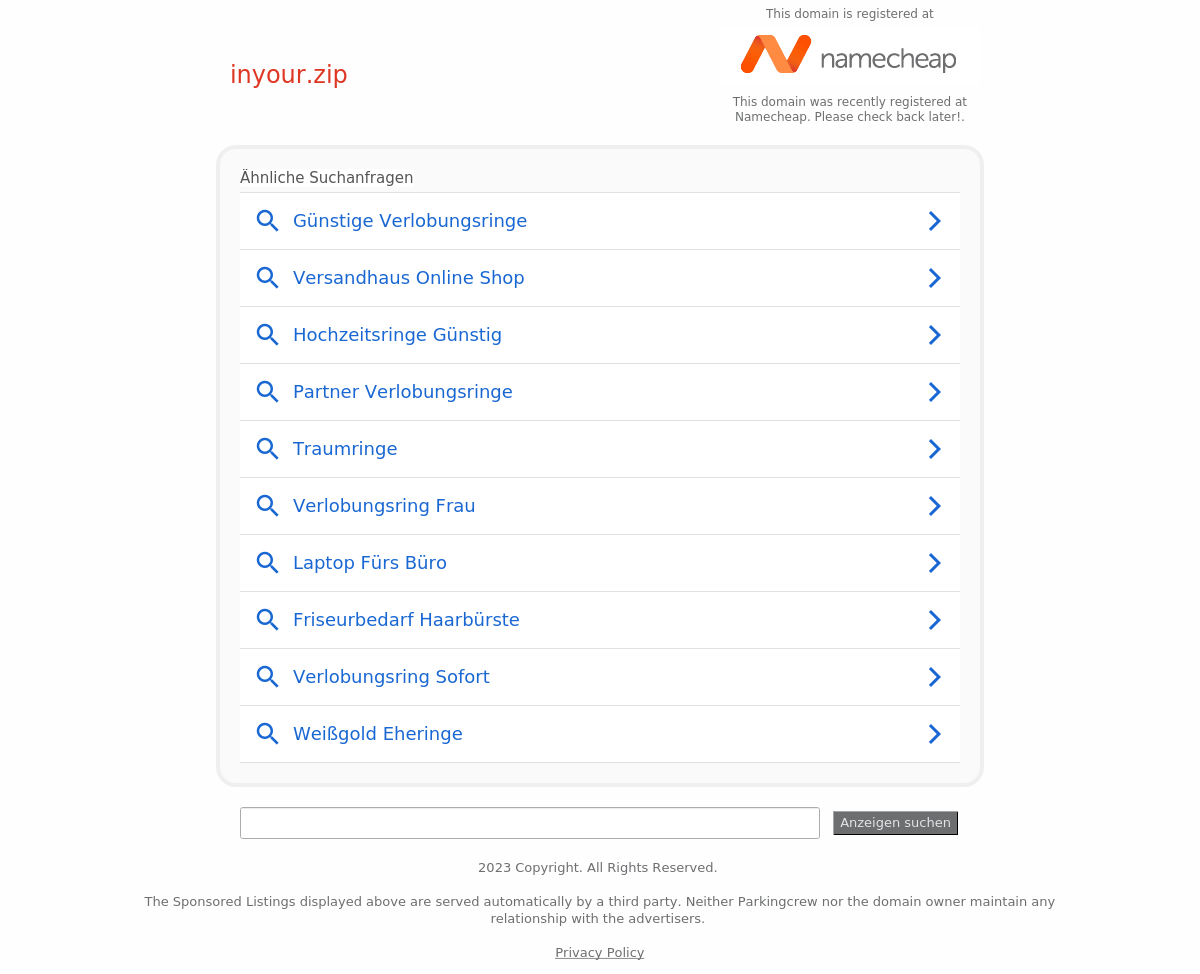 This domain is registered at
namecheap
inyour.zip
This domain was recently registered at
Namecheap. Please check back later!.
Ähnliche Suchanfragen
Günstige Verlobungsringe
Versandhaus Online Shop
Hochzeitsringe Günstig
Partner Verlobungsringe
Traumringe
Verlobungsring Frau
Laptop Fürs Büro
Friseurbedarf Haarbürste
Verlobungsring Sofort
Weißgold Eheringe
Anzeigen suchen
2023 Copyright. All Rights Reserved.
The Sponsored Listings displayed above are served automatically by a third party. Neither Parkingcrew nor the domain owner maintain any
relationship with the advertisers.
Privacy Policy